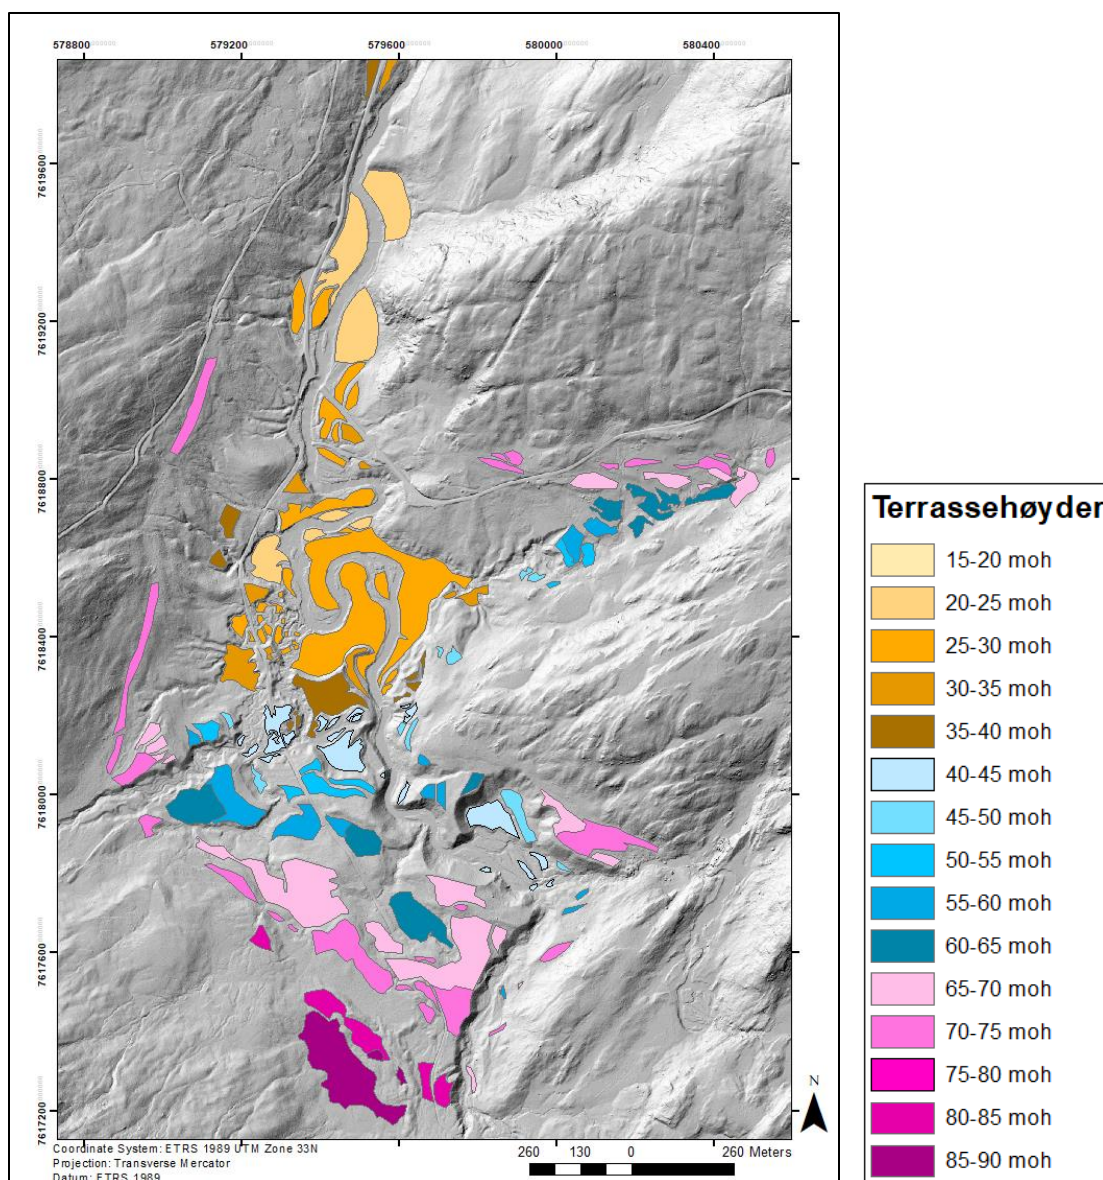 578800
579200
579600
580000
580400
7619600
7619200
7618800
7618400
7618000
7617600
7617200
N
Coordinate System: ETRS 1989 UTM Zone 33N
Projection: Transverse Mercator
Datum: ETRS 1989
260 130 0 260 Meters
Terrassehøyder
15-20 moh
20-25 moh
25-30 moh
30-35 moh
35-40 moh
40-45 moh
45-50 moh
50-55 moh
55-60 moh
60-65 moh
65-70 moh
70-75 moh
75-80 moh
80-85 moh
85-90 moh